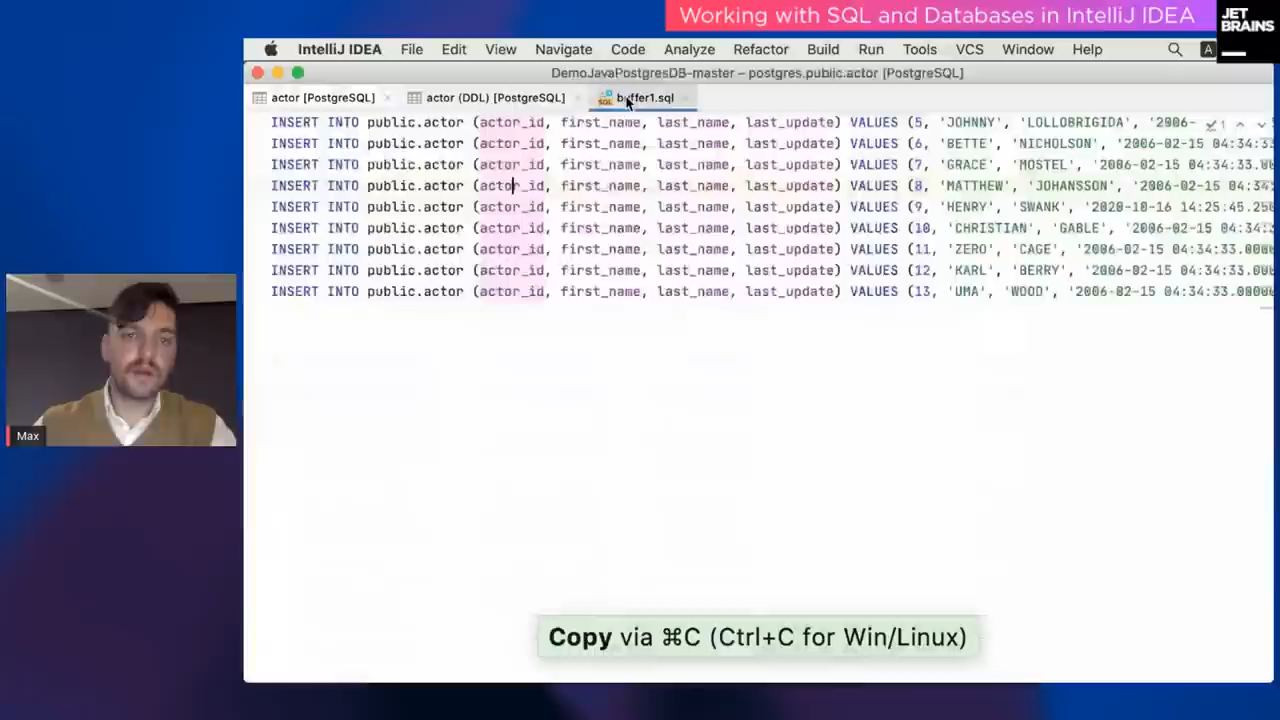 Working with SQL and Databases in IntelliJ IDEA
JET
BRAINS
IntelliJ IDEA File Edit View Navigate Code Analyze Refactor Build Run Tools VCS Window Help A
DemoJavaPostgresDB-master – postgres.public.actor [PostgreSQL]
actor [PostgreSQL] actor (DDL) [PostgreSQL] buffer1.sql
INSERT INTO public.actor (actor_id, first_name, last_name, last_update) VALUES (5, 'JOHNNY', 'LOLLOBRIGIDA', '2006- 1
INSERT INTO public.actor (actor_id, first_name, last_name, last_update) VALUES (6, 'BETTE', 'NICHOLSON', '2006-02-15 04:34:33
INSERT INTO public.actor (actor_id, first_name, last_name, last_update) VALUES (7, 'GRACE', 'MOSTEL', '2006-02-15 04:34:33.00
INSERT INTO public.actor (actor_id, first_name, last_name, last_update) VALUES (8, 'MATTHEW', 'JOHANSSON', '2006-02-15 04:34:
INSERT INTO public.actor (actor_id, first_name, last_name, last_update) VALUES (9, 'HENRY', 'SWANK', '2020-10-16 14:25:45.250
INSERT INTO public.actor (actor_id, first_name, last_name, last_update) VALUES (10, 'CHRISTIAN', 'GABLE', '2006-02-15 04:34:
INSERT INTO public.actor (actor_id, first_name, last_name, last_update) VALUES (11, 'ZERO', 'CAGE', '2006-02-15 04:34:33.000
INSERT INTO public.actor (actor_id, first_name, last_name, last_update) VALUES (12, 'KARL', 'BERRY', '2006-02-15 04:34:33.000
INSERT INTO public.actor (actor_id, first_name, last_name, last_update) VALUES (13, 'UMA', 'WOOD', '2006-02-15 04:34:33.00000
Max
Copy via ⌘C (Ctrl+C for Win/Linux)